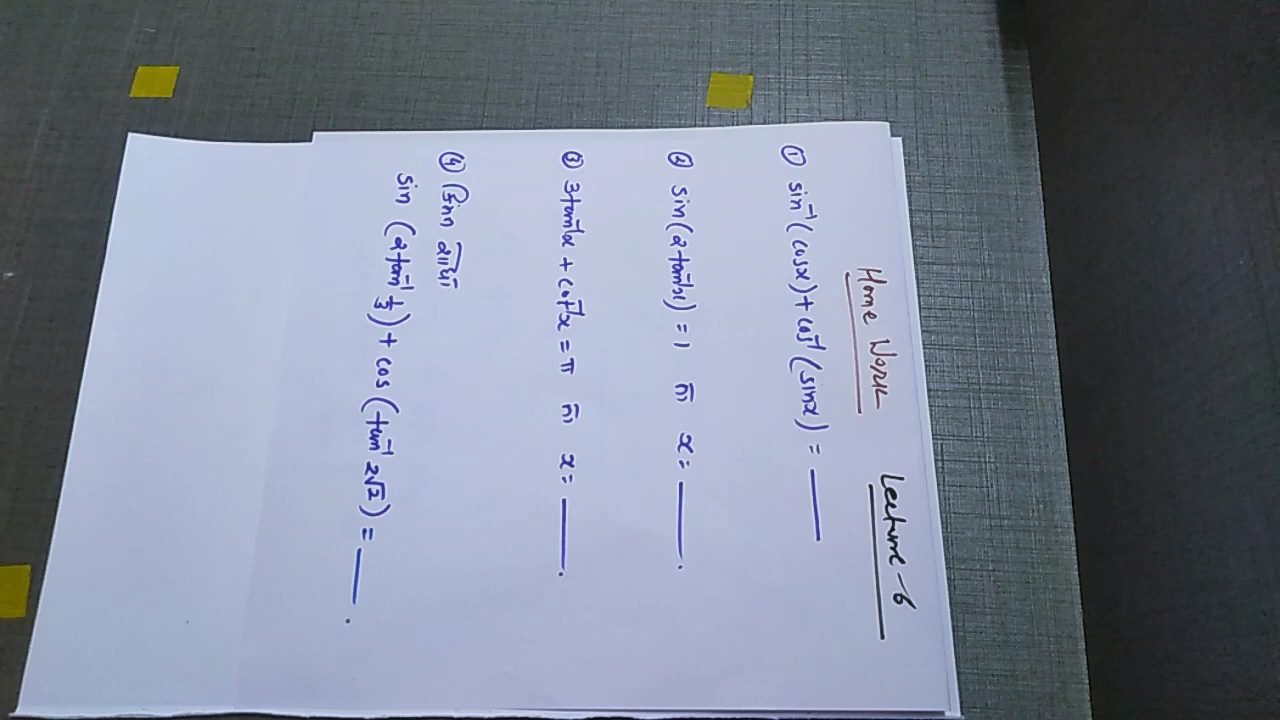 Home Work Lecture-6
① sin⁻¹(cosx) + cos⁻¹(sinx) = ____
② sin(2tan⁻¹x) = 1 તો x = ____.
③ 3tan⁻¹x + cot⁻¹x = π તો x = ____.
④ કિંમત શોધો
sin (2tan⁻¹ 1/3) + cos (tan⁻¹ 2√2) = ____.